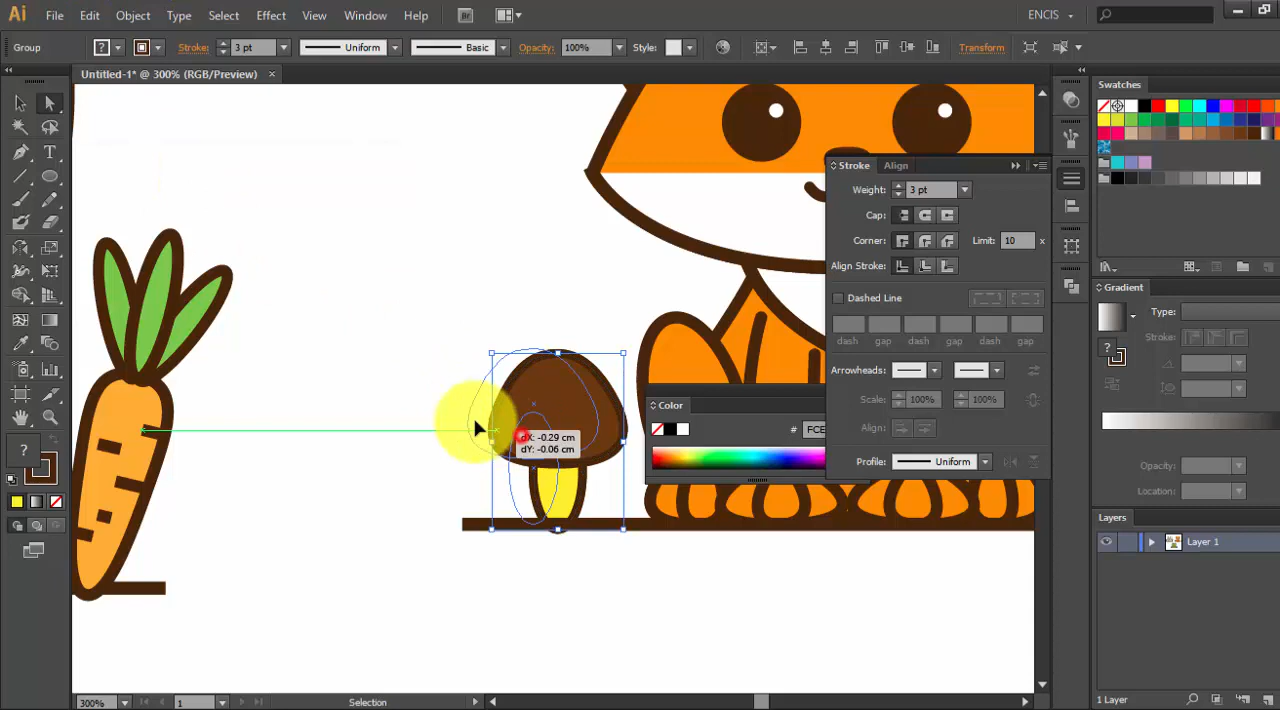 Ai File Edit Object Type Select Effect View Window Help Br ENCIS
Group Stroke: 3 pt Uniform Basic Opacity: 100% Style: Transform
Untitled-1* @ 300% (RGB/Preview) ×
Swatches
Stroke Align
Weight: 3 pt
Cap:
Corner: Limit: 10 x
Align Stroke:
Dashed Line
dash gap dash gap dash gap
Arrowheads:
Scale: 100% 100%
Align:
Profile: Uniform
Gradient
Type:
Stroke:
Opacity:
Location:
Color
# FCE
dX: -0.29 cm
dY: -0.06 cm
Layers
Layer 1
1 Layer
300% 1 Selection